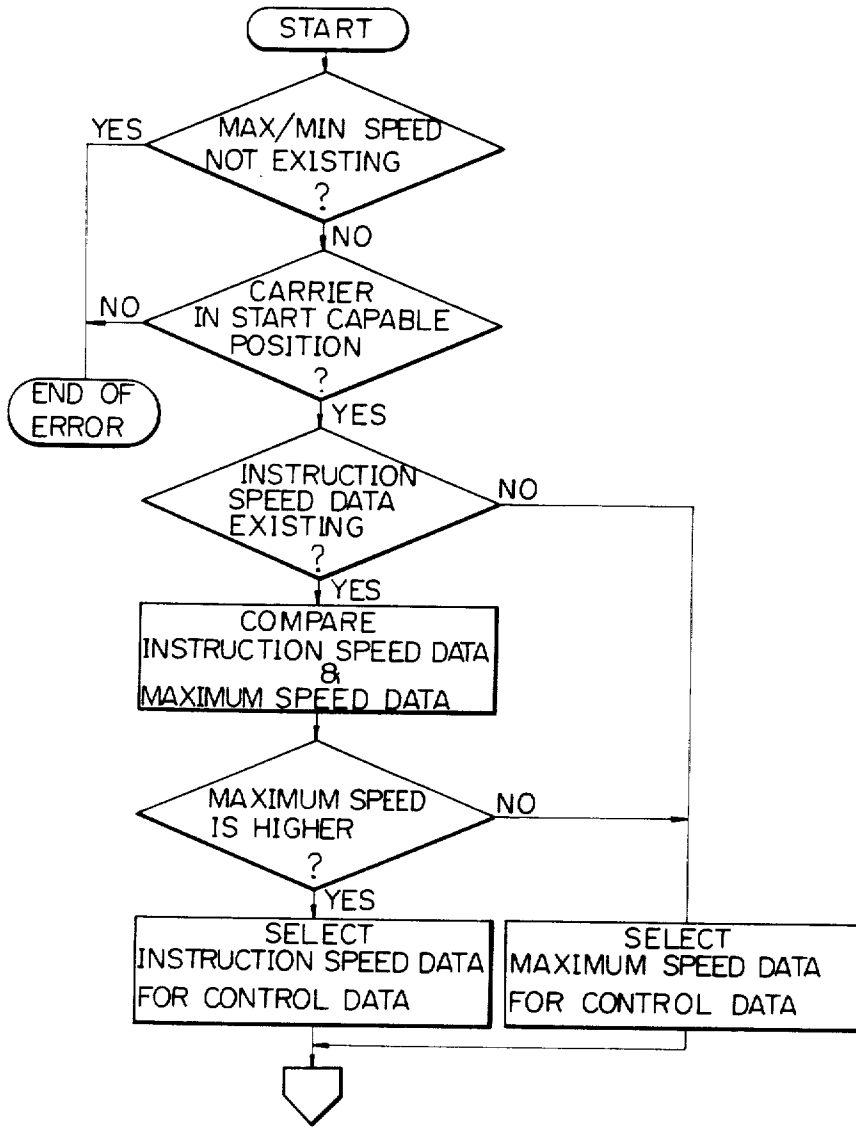 START
YES
MAX/MIN SPEED
NOT EXISTING
?
NO
NO
CARRIER
IN START CAPABLE
POSITION
?
END OF
ERROR
YES
INSTRUCTION
SPEED DATA
EXISTING
?
NO
YES
COMPARE
INSTRUCTION SPEED DATA
&
MAXIMUM SPEED DATA
MAXIMUM SPEED
IS HIGHER
?
NO
YES
SELECT
INSTRUCTION SPEED DATA
FOR CONTROL DATA
SELECT
MAXIMUM SPEED DATA
FOR CONTROL DATA